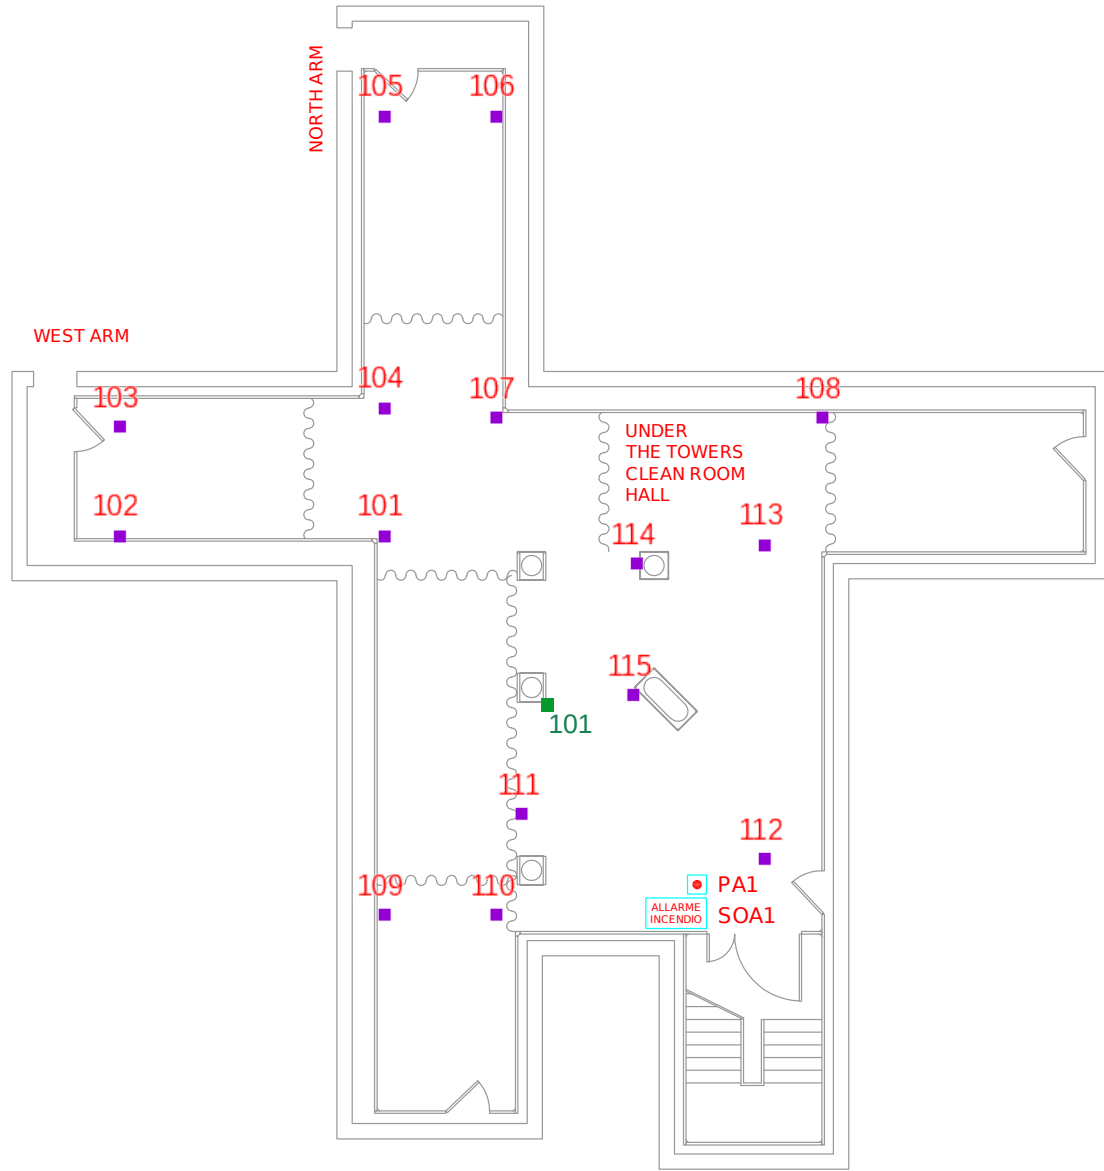 105
106
NORTH ARM
WEST ARM
103
104
107
108
UNDER
THE TOWERS
CLEAN ROOM
HALL
102
101
114
113
115
101
111
112
109
110
PA1
ALLARME
INCENDIO
SOA1